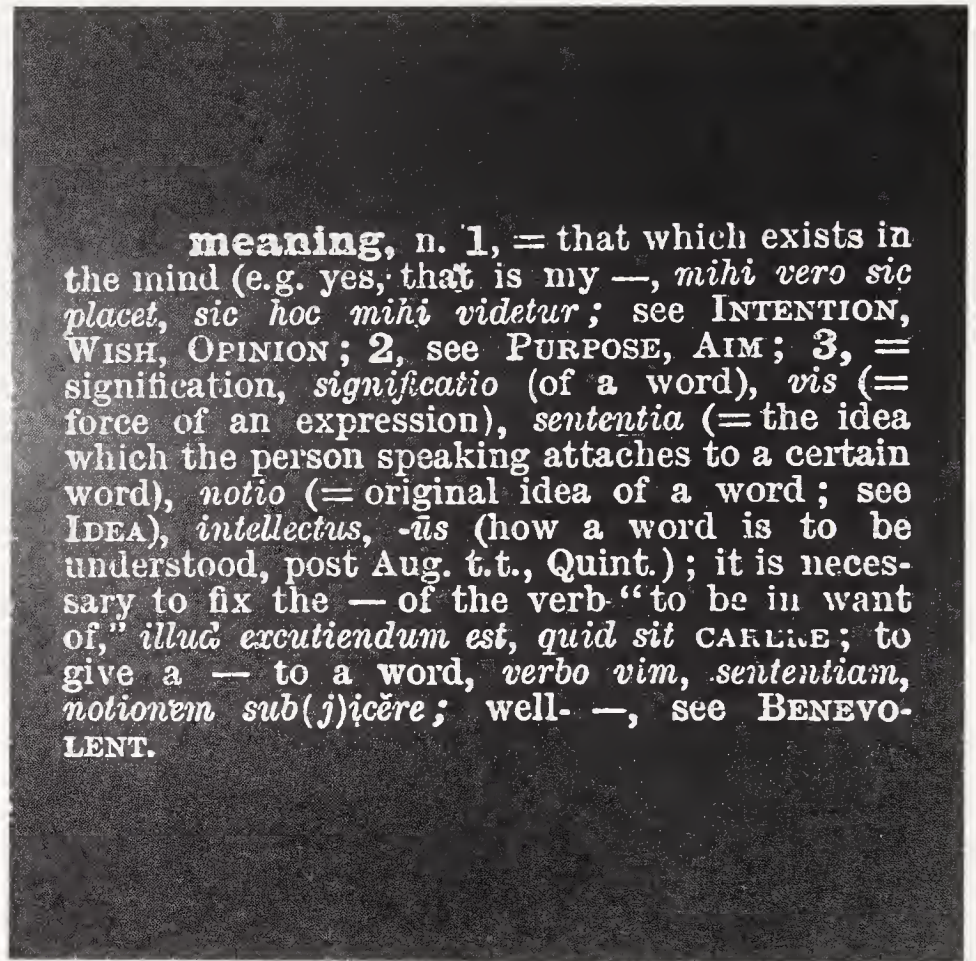 meaning, n. 1, = that which exists in
the mind (e.g. yes, that is my —, mihi vero sic
placet, sic hoc mihi videtur; see INTENTION,
WISH, OPINION; 2, see PURPOSE, AIM; 3, =
signification, significatio (of a word), vis (=
force of an expression), sententia (= the idea
which the person speaking attaches to a certain
word), notio (= original idea of a word; see
IDEA), intellectus, -ūs (how a word is to be
understood, post Aug. t.t., Quint.); it is neces-
sary to fix the — of the verb "to be in want
of," illud excutiendum est, quid sit CARERE; to
give a — to a word, verbo vim, sententiam,
notionem sub(j)icĕre; well- —, see BENEVO-
LENT.